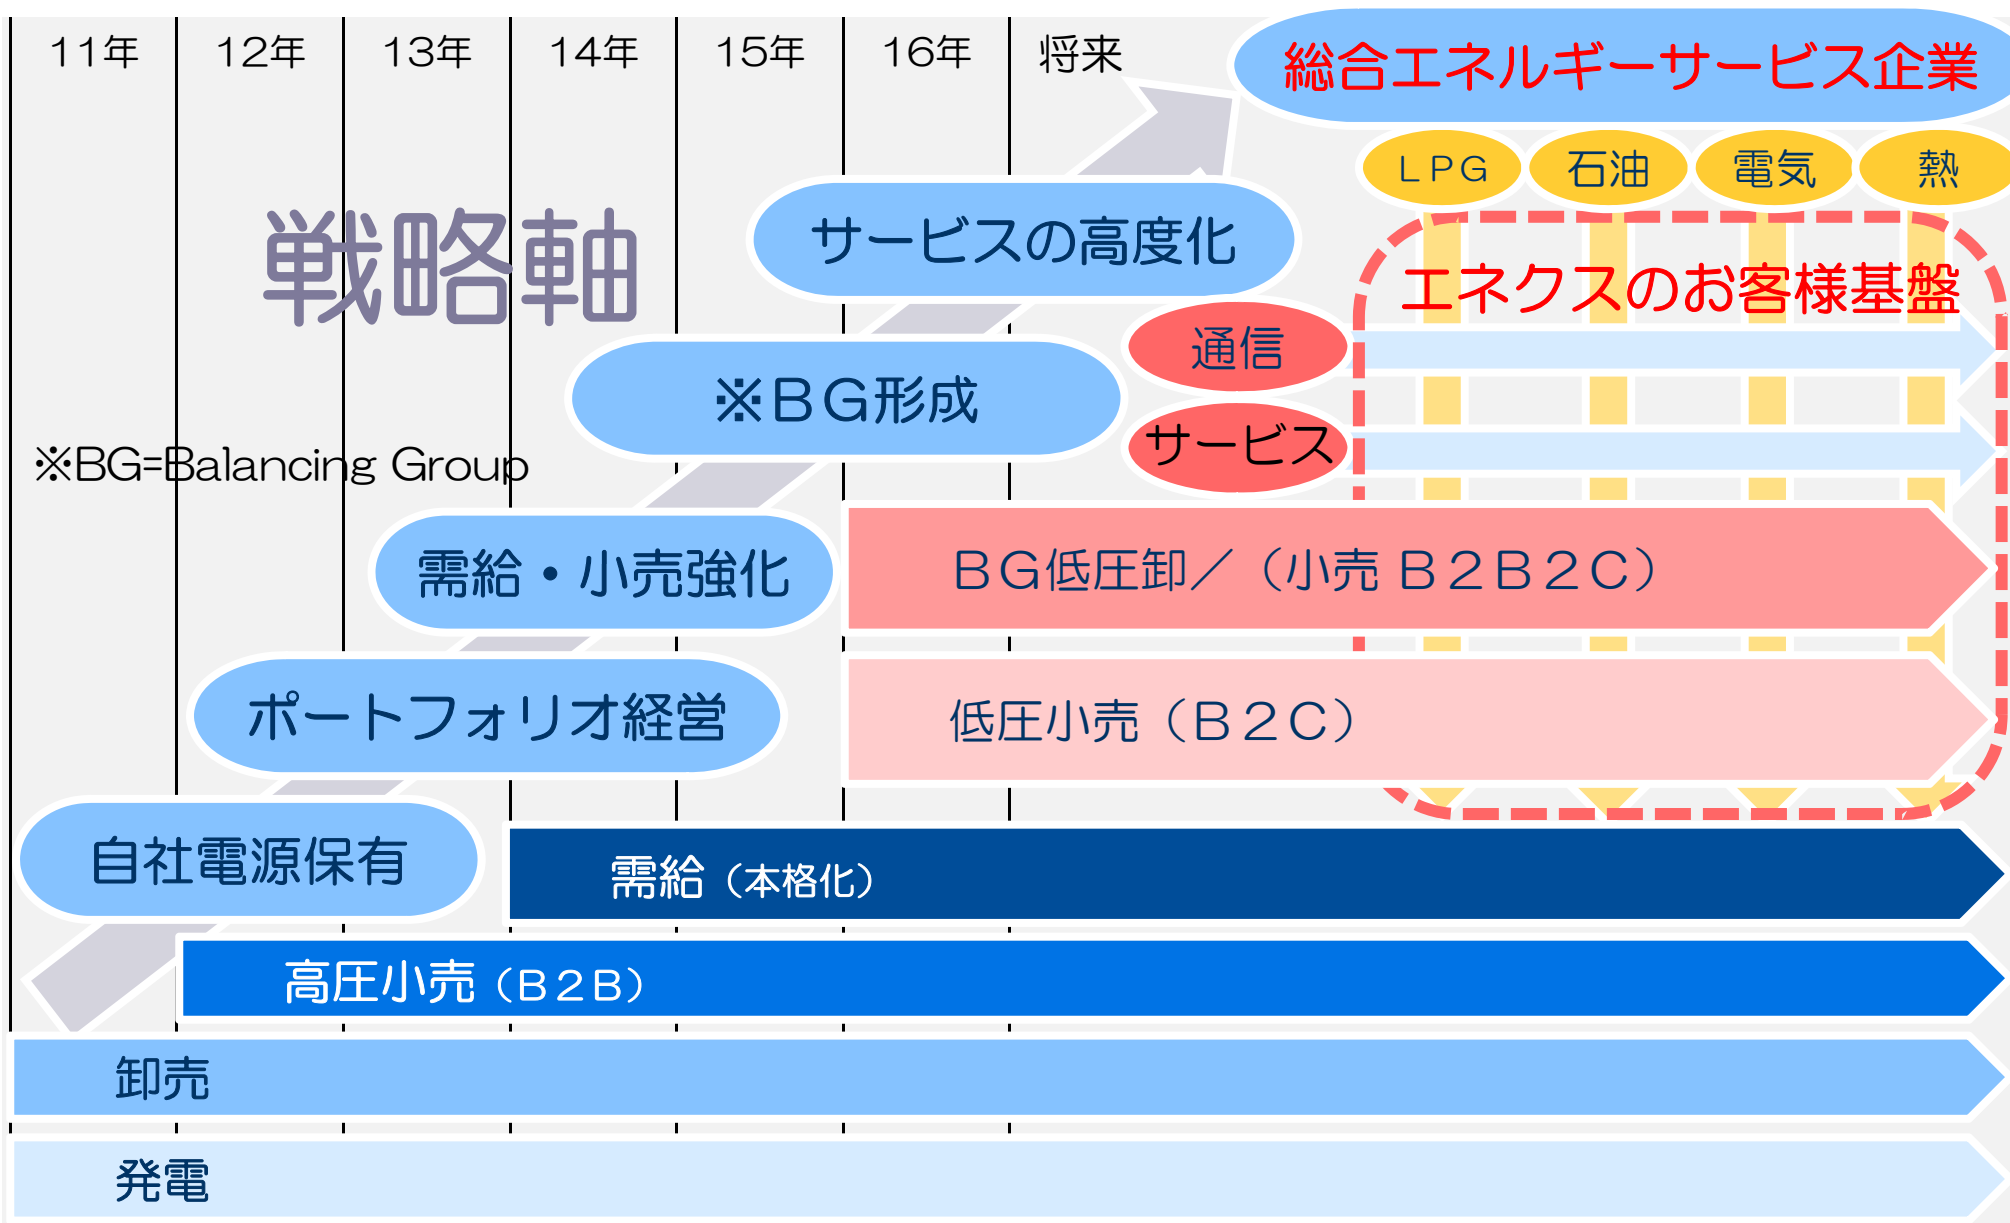 11年 12年 13年 14年 15年 16年 将来
総合エネルギーサービス企業
LPG 石油 電気 熱
戦略軸
サービスの高度化
エネクスのお客様基盤
通信
※BG形成
サービス
※BG=Balancing Group
需給・小売強化
BG低圧卸／（小売 B2B2C）
ポートフォリオ経営
低圧小売（B2C）
自社電源保有
需給（本格化）
高圧小売（B2B）
卸売
発電